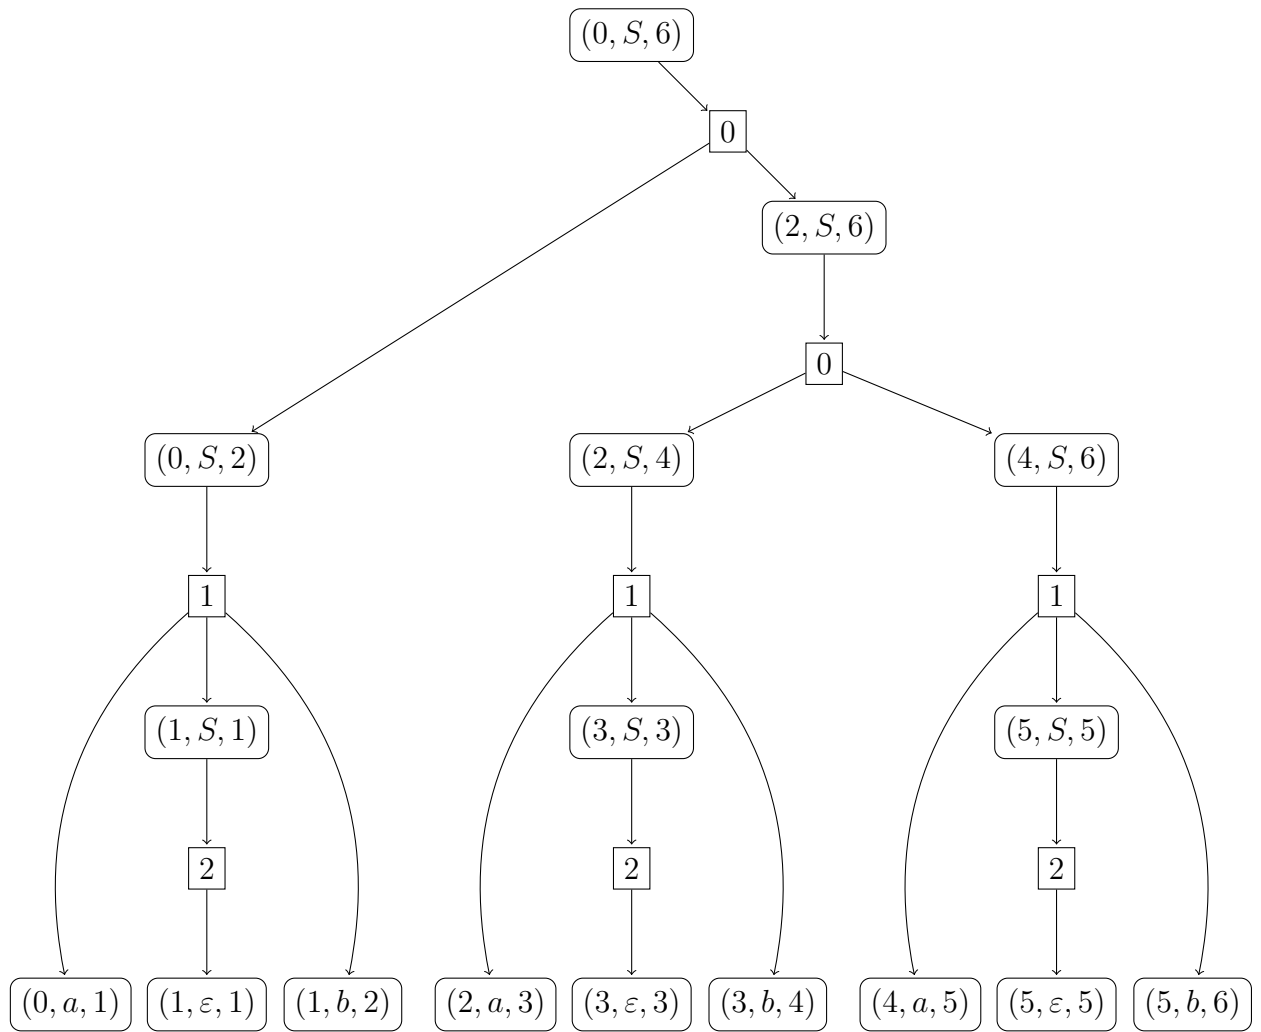 (0, S, 6)
0
(2, S, 6)
0
(0, S, 2) (2, S, 4) (4, S, 6)
1 1 1
(1, S, 1) (3, S, 3) (5, S, 5)
2 2 2
(0, a, 1) (1, ε, 1) (1, b, 2) (2, a, 3) (3, ε, 3) (3, b, 4) (4, a, 5) (5, ε, 5) (5, b, 6)